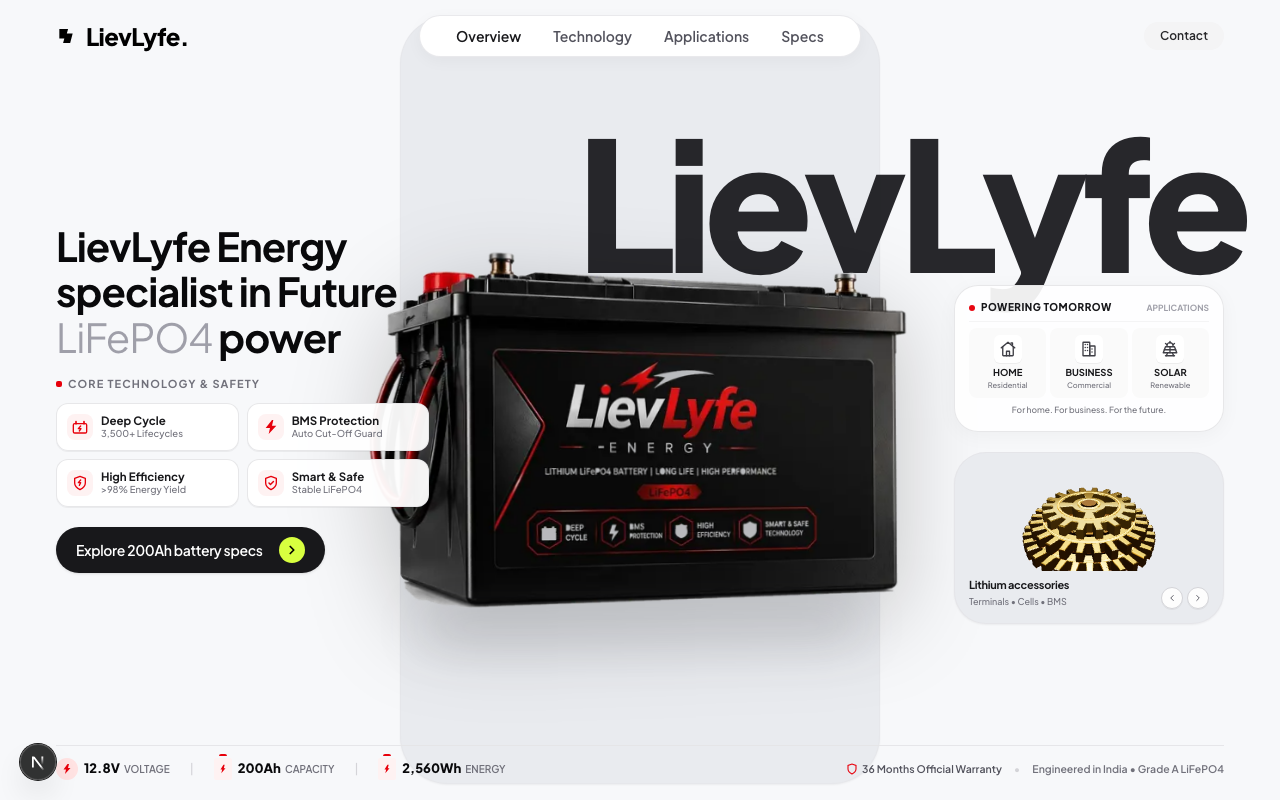 LievLyfe.
Overview
Technology
Applications
Specs
Contact
LievLyfe
LievLyfe Energy
specialist in Future
LiFePO4 power
CORE TECHNOLOGY & SAFETY
Deep Cycle
3,500+ Lifecycles
BMS Protection
Auto Cut-Off Guard
High Efficiency
>98% Energy Yield
Smart & Safe
Stable LiFePO4
Explore 200Ah battery specs
LievLyfe
-ENERGY
LITHIUM LiFePO4 BATTERY | LONG LIFE | HIGH PERFORMANCE
LiFePO4
DEEP
CYCLE
BMS
PROTECTION
HIGH
EFFICIENCY
SMART & SAFE
TECHNOLOGY
POWERING TOMORROW
APPLICATIONS
HOME
Residential
BUSINESS
Commercial
SOLAR
Renewable
For home. For business. For the future.
Lithium accessories
Terminals • Cells • BMS
N
12.8V VOLTAGE
200Ah CAPACITY
2,560Wh ENERGY
36 Months Official Warranty
Engineered in India • Grade A LiFePO4